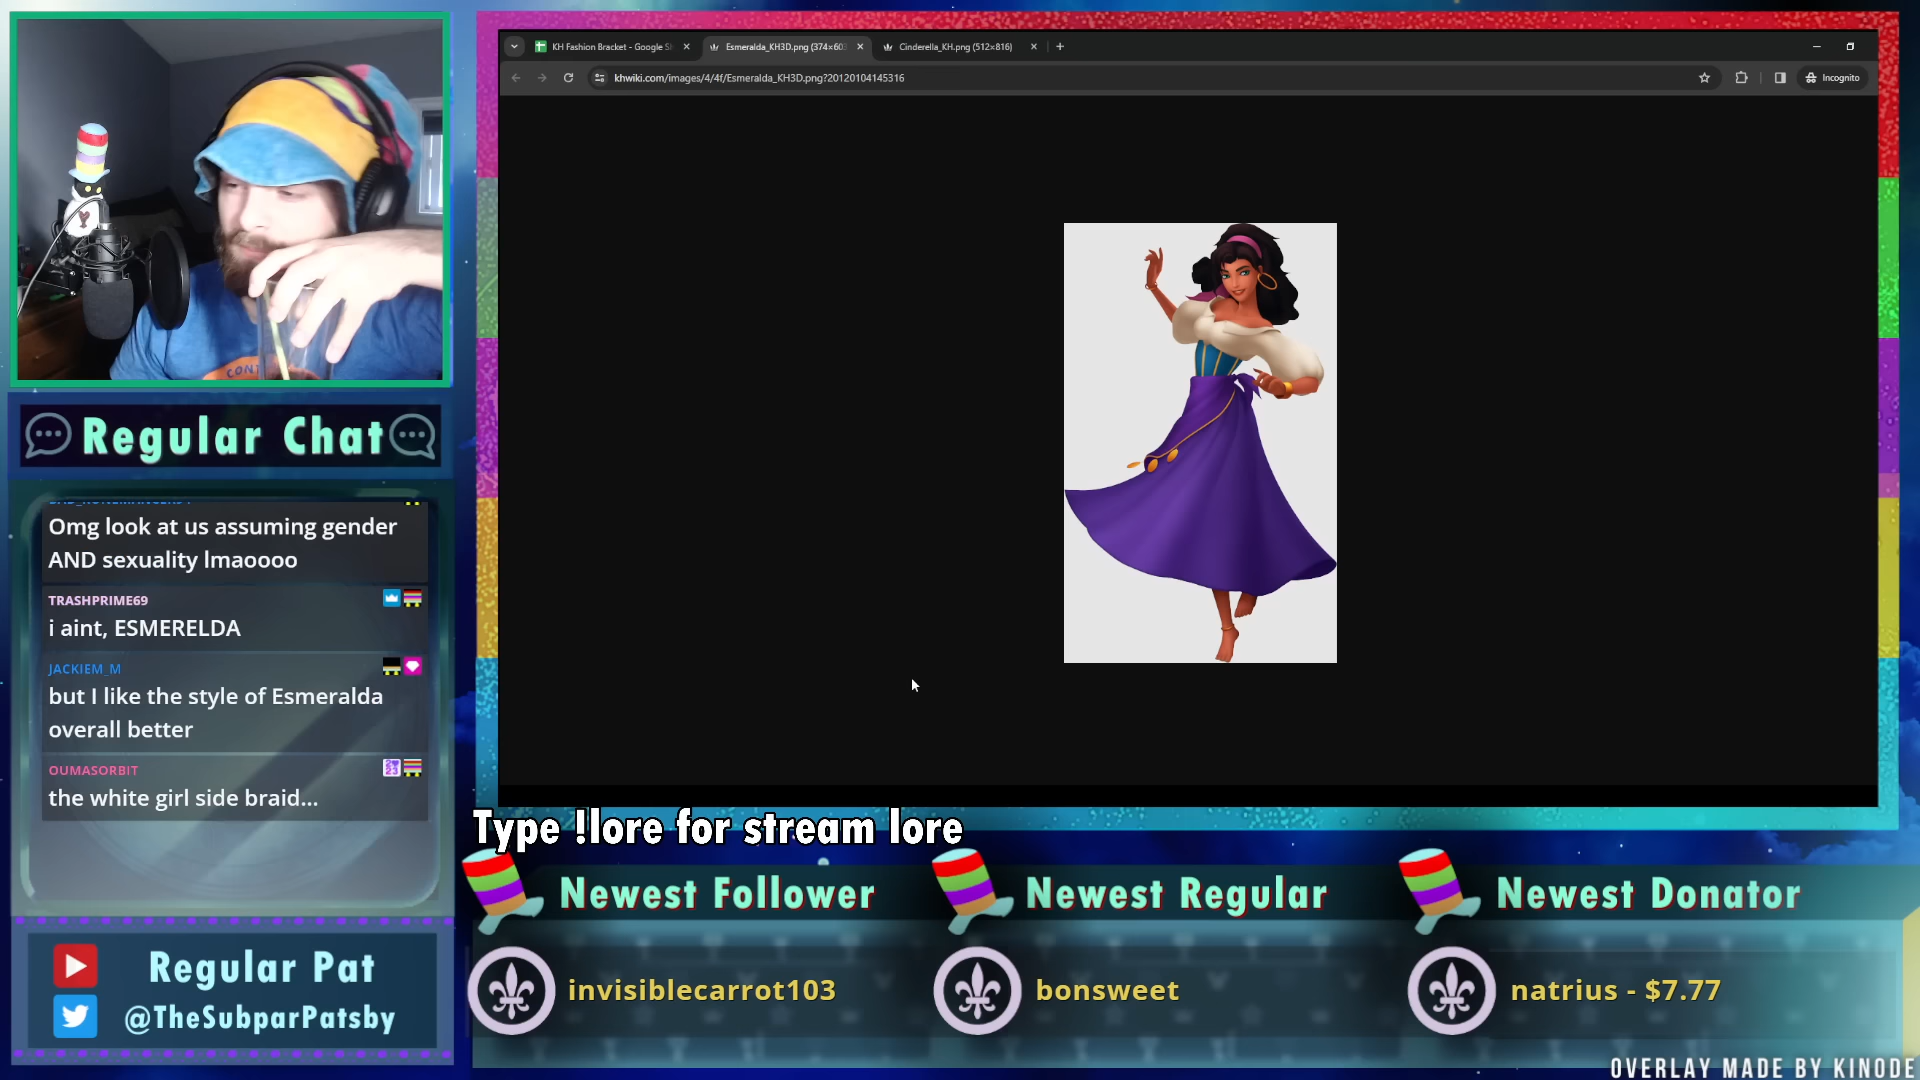 KH Fashion Bracket - Google S
Esmeralda_KH3D.png (374×603
Cinderella_KH.png (512×816)
khwiki.com/images/4/4f/Esmeralda_KH3D.png?20120104145316
Incognito
CON
Regular Chat
Omg look at us assuming gender
AND sexuality lmaoooo
TRASHPRIME69
i aint, ESMERELDA
JACKIEM_M
but I like the style of Esmeralda
overall better
OUMASORBIT
the white girl side braid...
Type !lore for stream lore
Newest Follower
Newest Regular
Newest Donator
invisiblecarrot103
bonsweet
natrius - $7.77
Regular Pat
@TheSubparPatsby
OVERLAY MADE BY KINODE